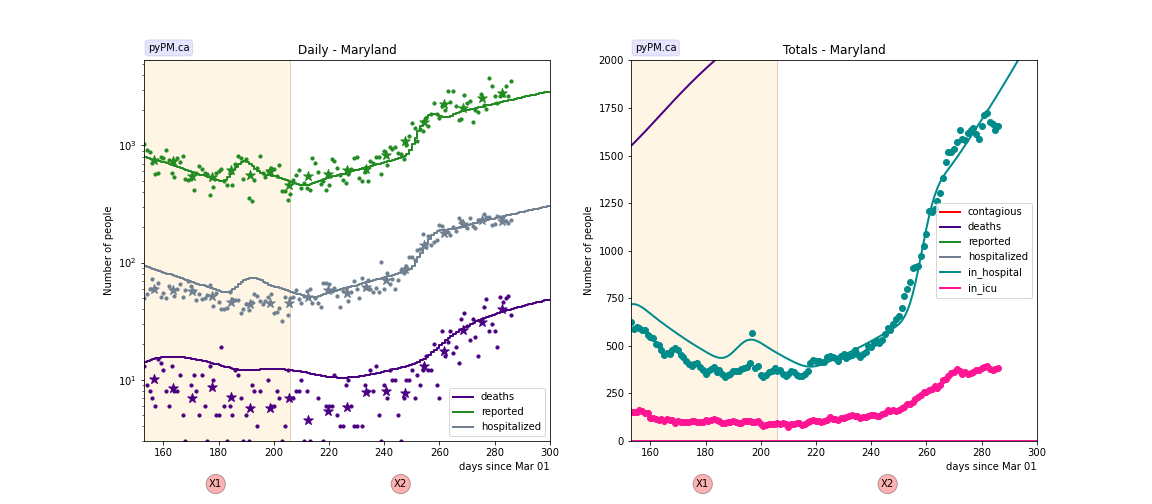 pyPM.ca
Daily - Maryland
Number of people
10³
10²
10¹
160 180 200 220 240 260 280 300
days since Mar 01
deaths
reported
hospitalized
X1 X2
pyPM.ca
Totals - Maryland
Number of people
2000
1750
1500
1250
1000
750
500
250
0
160 180 200 220 240 260 280 300
days since Mar 01
contagious
deaths
reported
hospitalized
in_hospital
in_icu
X1 X2